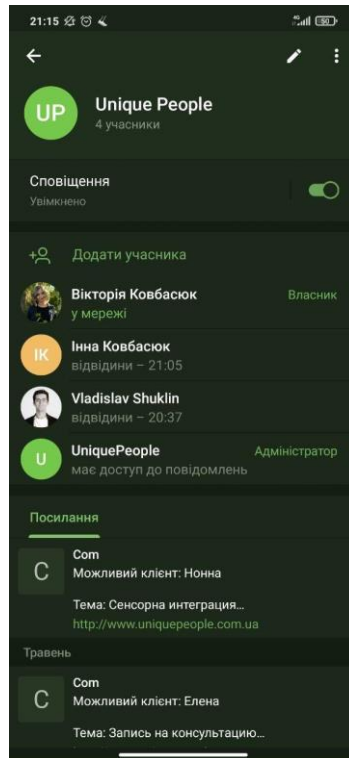 21:15
50
UP
Unique People
4 учасники
Сповіщення
Увімкнено
Додати учасника
Вікторія Ковбасюк
Власник
у мережі
ІК
Інна Ковбасюк
відвідини – 21:05
Vladislav Shuklin
відвідини – 20:37
U
UniquePeople
Адміністратор
має доступ до повідомлень
Посилання
C
Com
Можливий клієнт: Нонна
Тема: Сенсорна интеграция...
http://www.uniquepeople.com.ua
Травень
C
Com
Можливий клієнт: Елена
Тема: Запись на консультацию...